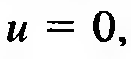 u = 0,